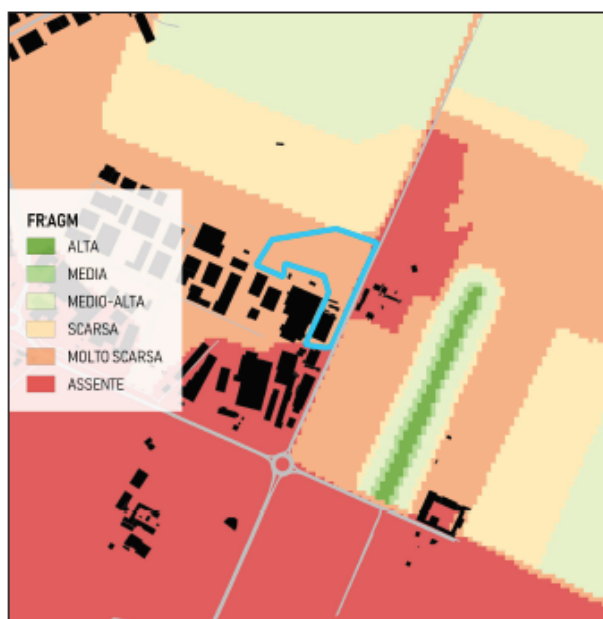 FRAGM
ALTA
MEDIA
MEDIO-ALTA
SCARSA
MOLTO SCARSA
ASSENTE